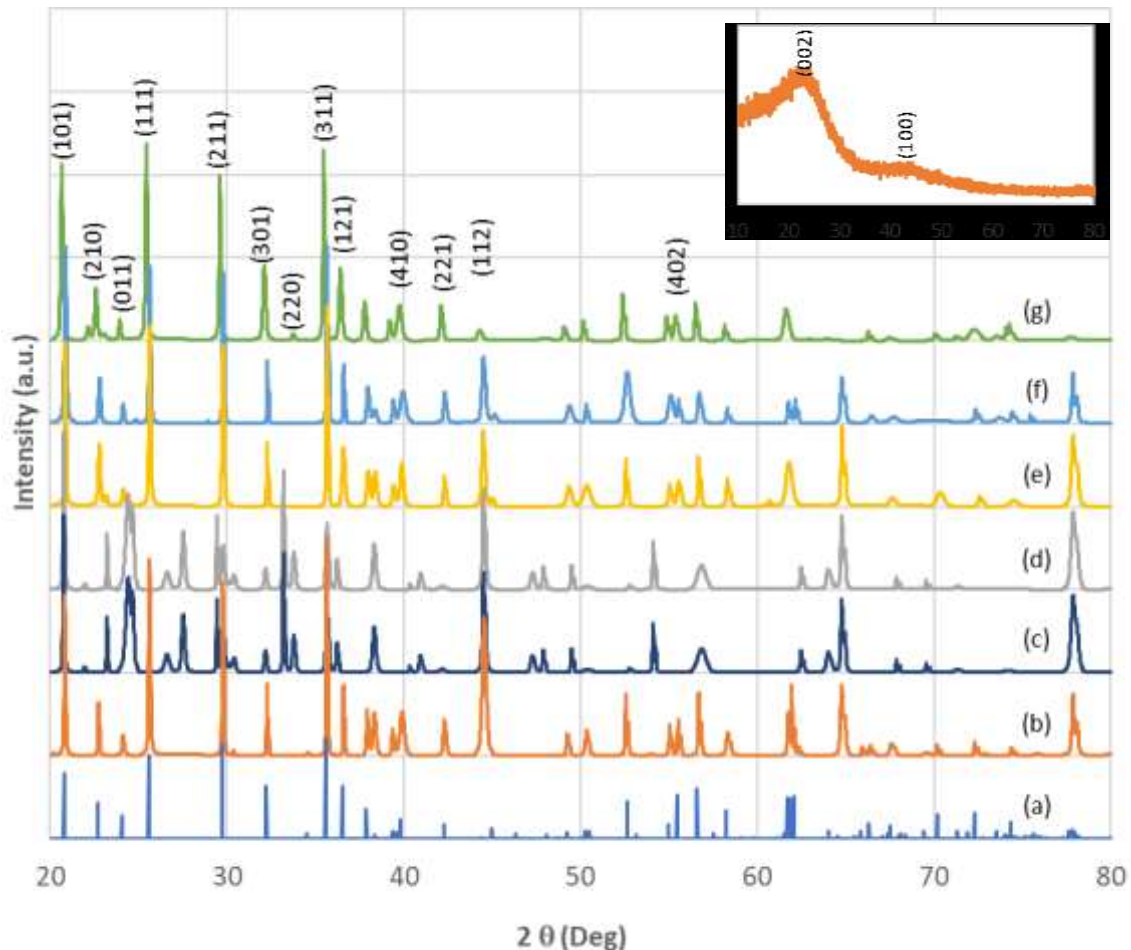 (002)
(100)
10 20 30 40 50 60 70 80
(101)
(210)
(011)
(111)
(211)
(301)
(220)
(311)
(121)
(410)
(221)
(112)
(402)
(g)
(f)
(e)
(d)
(c)
(b)
(a)
Intensity (a.u.)
20 30 40 50 60 70 80
2 θ (Deg)